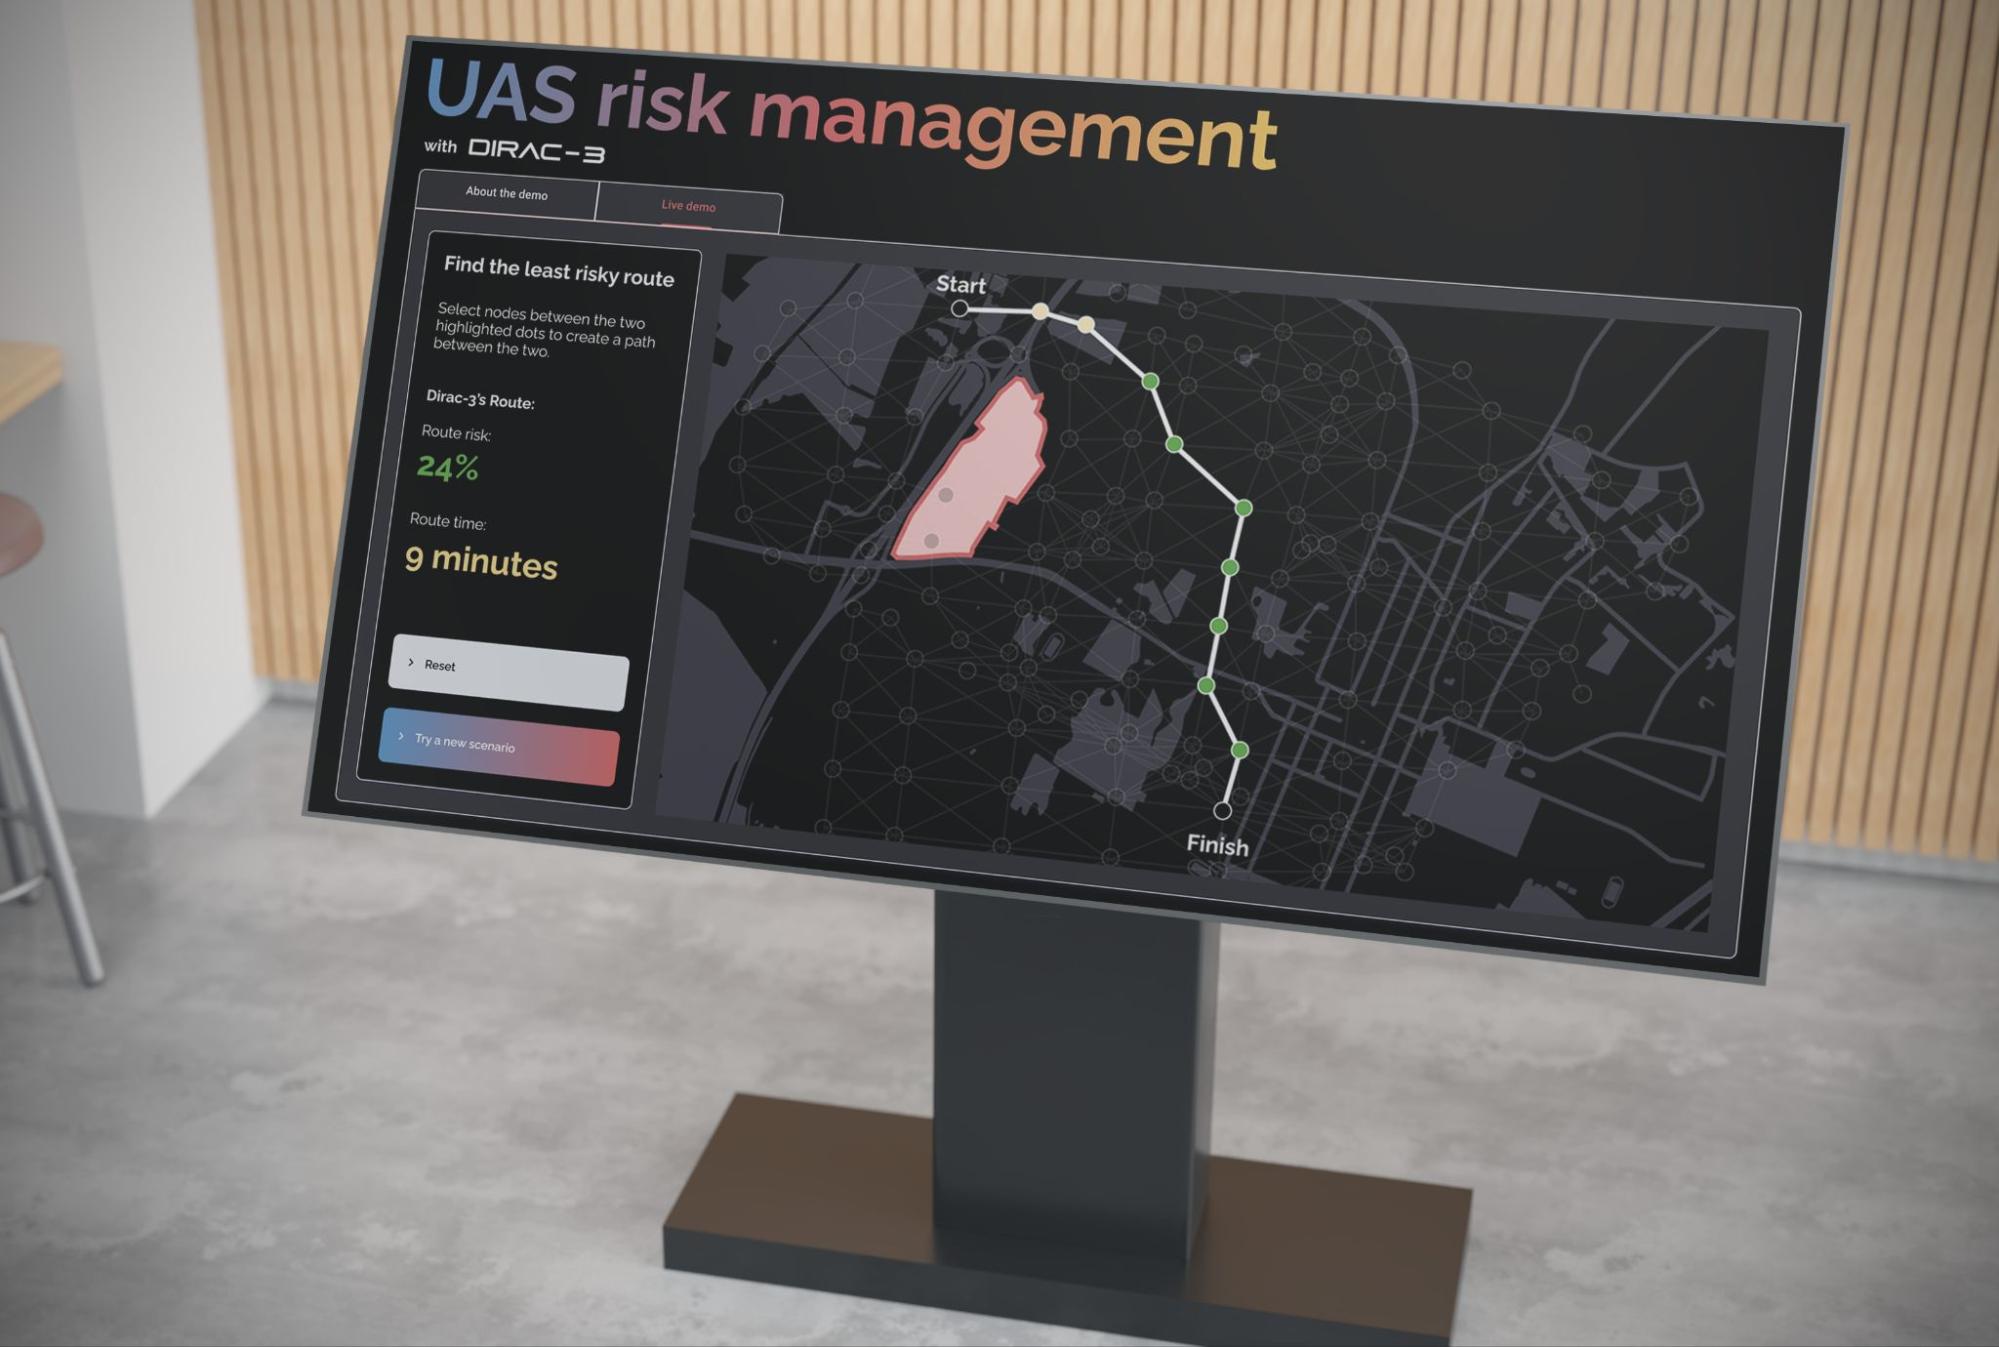 UAS risk management
with DIRAC-3
About the demo
Live demo
Find the least risky route
Select nodes between the two
highlighted dots to create a path
between the two.
Dirac-3's Route:
Route risk:
24%
Route time:
9 minutes
> Reset
> Try a new scenario
Start
Finish